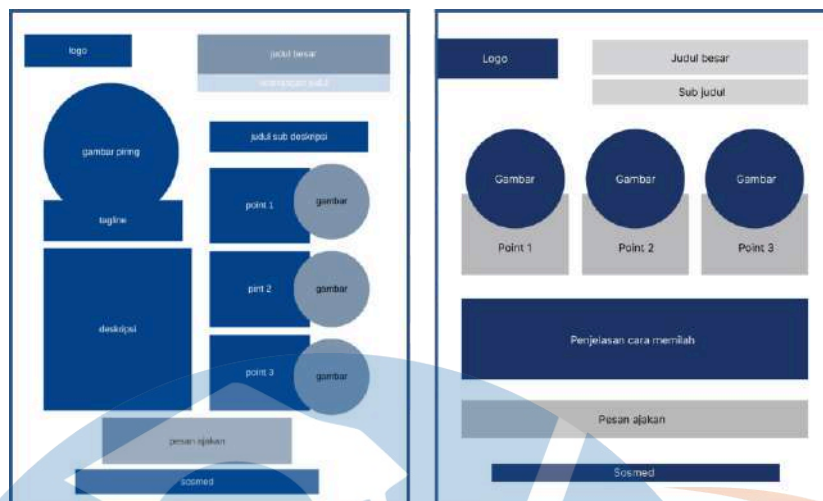 logo
judul besar
gambar piring
judul sub deskripsi
tagline
point 1
gambar
deskripsi
pint 2
gambar
point 3
gambar
pesan ajakan
sosmed
Logo
Judul besar
Sub judul
Gambar
Gambar
Gambar
Point 1
Point 2
Point 3
Penjelasan cara memilah
Pesan ajakan
Sosmed